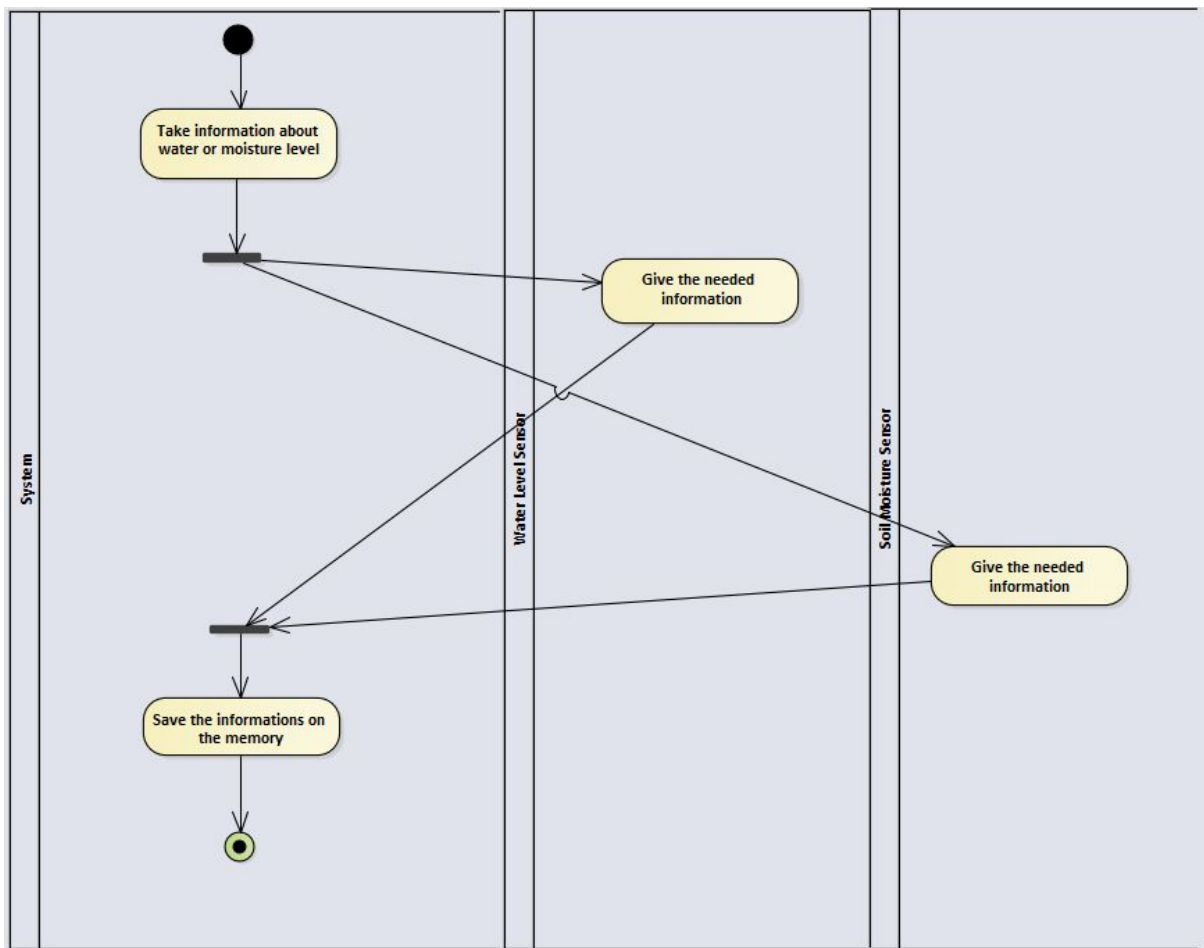 System
Take information about
water or moisture level
Save the informations on
the memory
Water Level Sensor
Give the needed
information
Soil Moisture Sensor
Give the needed
information